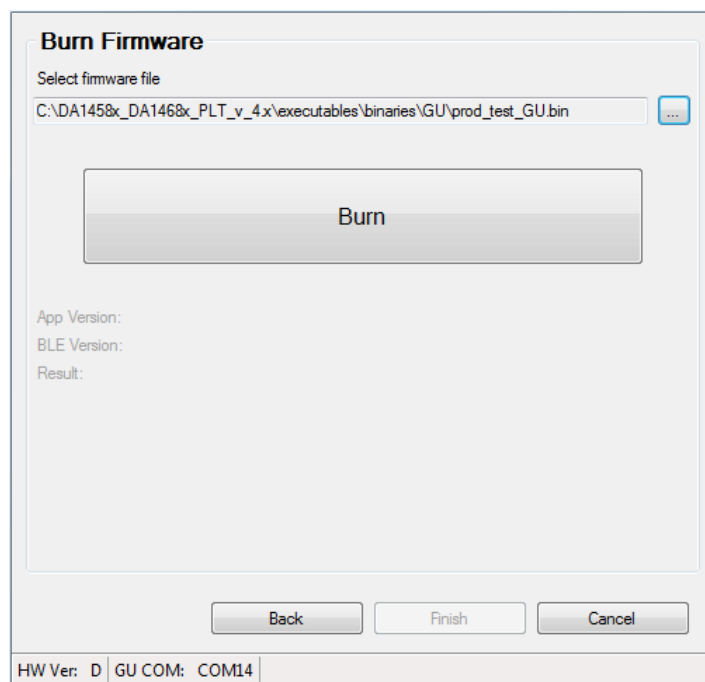 Burn Firmware
Select firmware file
C:\DA1458x_DA1468x_PLT_v_4.x\executables\binaries\GU\prod_test_GU.bin
...
Burn
App Version:
BLE Version:
Result:
Back Finish Cancel
HW Ver: D GU COM: COM14